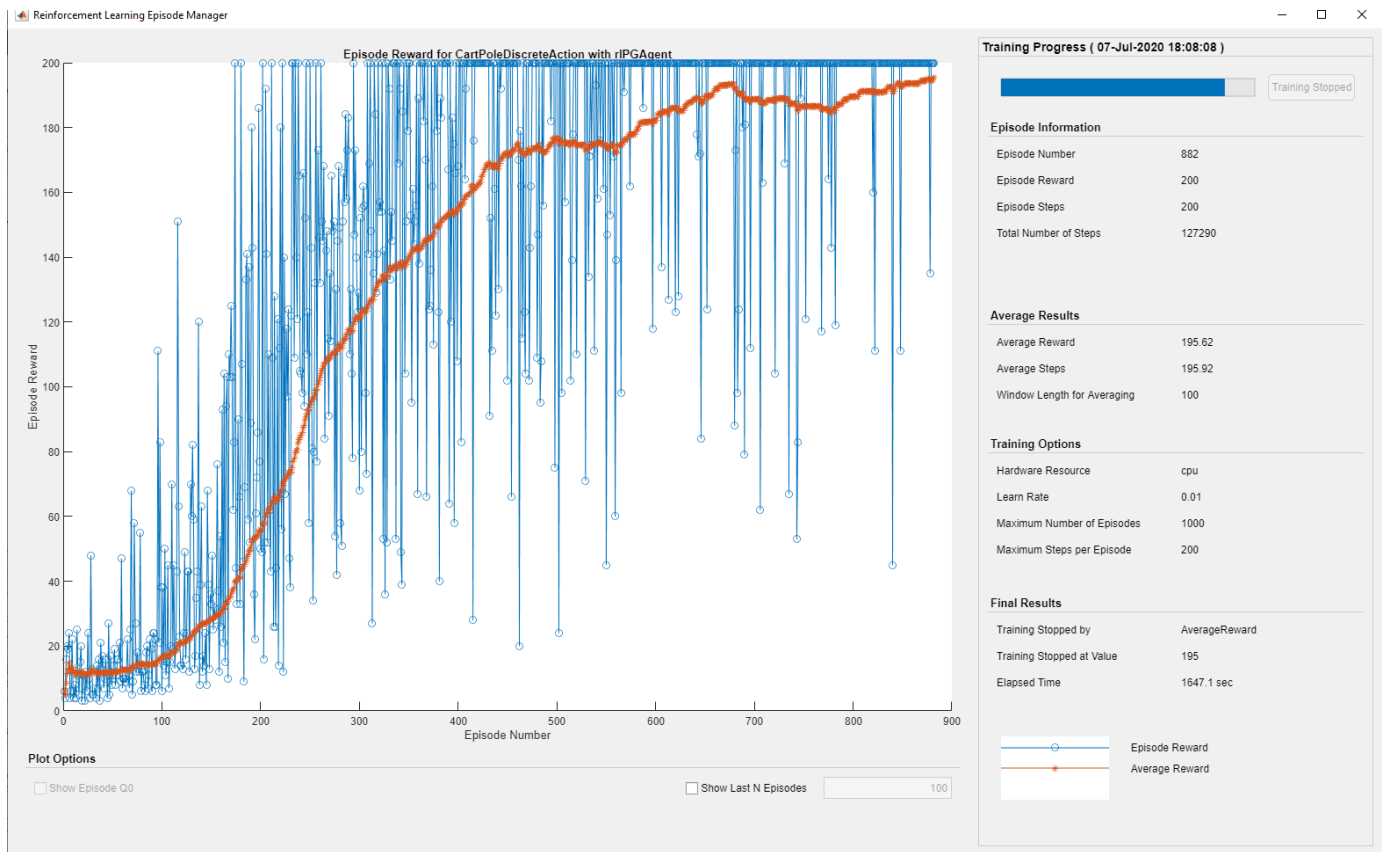 Reinforcement Learning Episode Manager
Episode Reward for CartPoleDiscreteAction with rlPGAgent
200
180
160
140
120
100
80
60
40
20
0
Episode Reward
0 100 200 300 400 500 600 700 800 900
Episode Number
Plot Options
Show Episode Q0
Show Last N Episodes 100
Training Progress ( 07-Jul-2020 18:08:08 )
Training Stopped
Episode Information
Episode Number 882
Episode Reward 200
Episode Steps 200
Total Number of Steps 127290
Average Results
Average Reward 195.62
Average Steps 195.92
Window Length for Averaging 100
Training Options
Hardware Resource cpu
Learn Rate 0.01
Maximum Number of Episodes 1000
Maximum Steps per Episode 200
Final Results
Training Stopped by AverageReward
Training Stopped at Value 195
Elapsed Time 1647.1 sec
Episode Reward
Average Reward